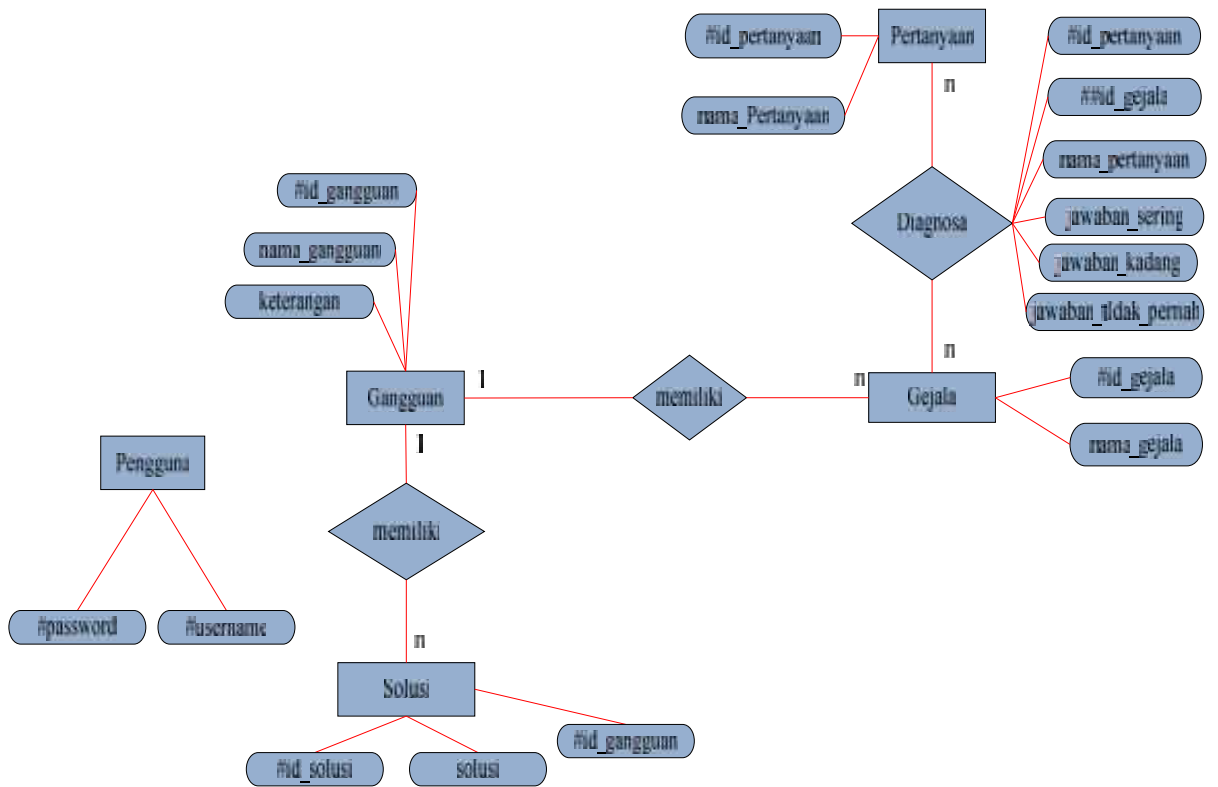 #id_pertanyaan
Pertanyaan
#id_pertanyaan
n
##id_gejala
nama_Pertanyaan
nama_pertanyaan
#id_gangguan
Diagnosa
jawaban_sering
nama_gangguan
jawaban_kadang
keterangan
jawaban_tidak_pernah
n
1
memiliki
n
Gangguan
Gejala
#id_gejala
nama_gejala
1
Pengguna
memiliki
#password
#username
n
Solusi
#id_gangguan
#id_solusi
solusi